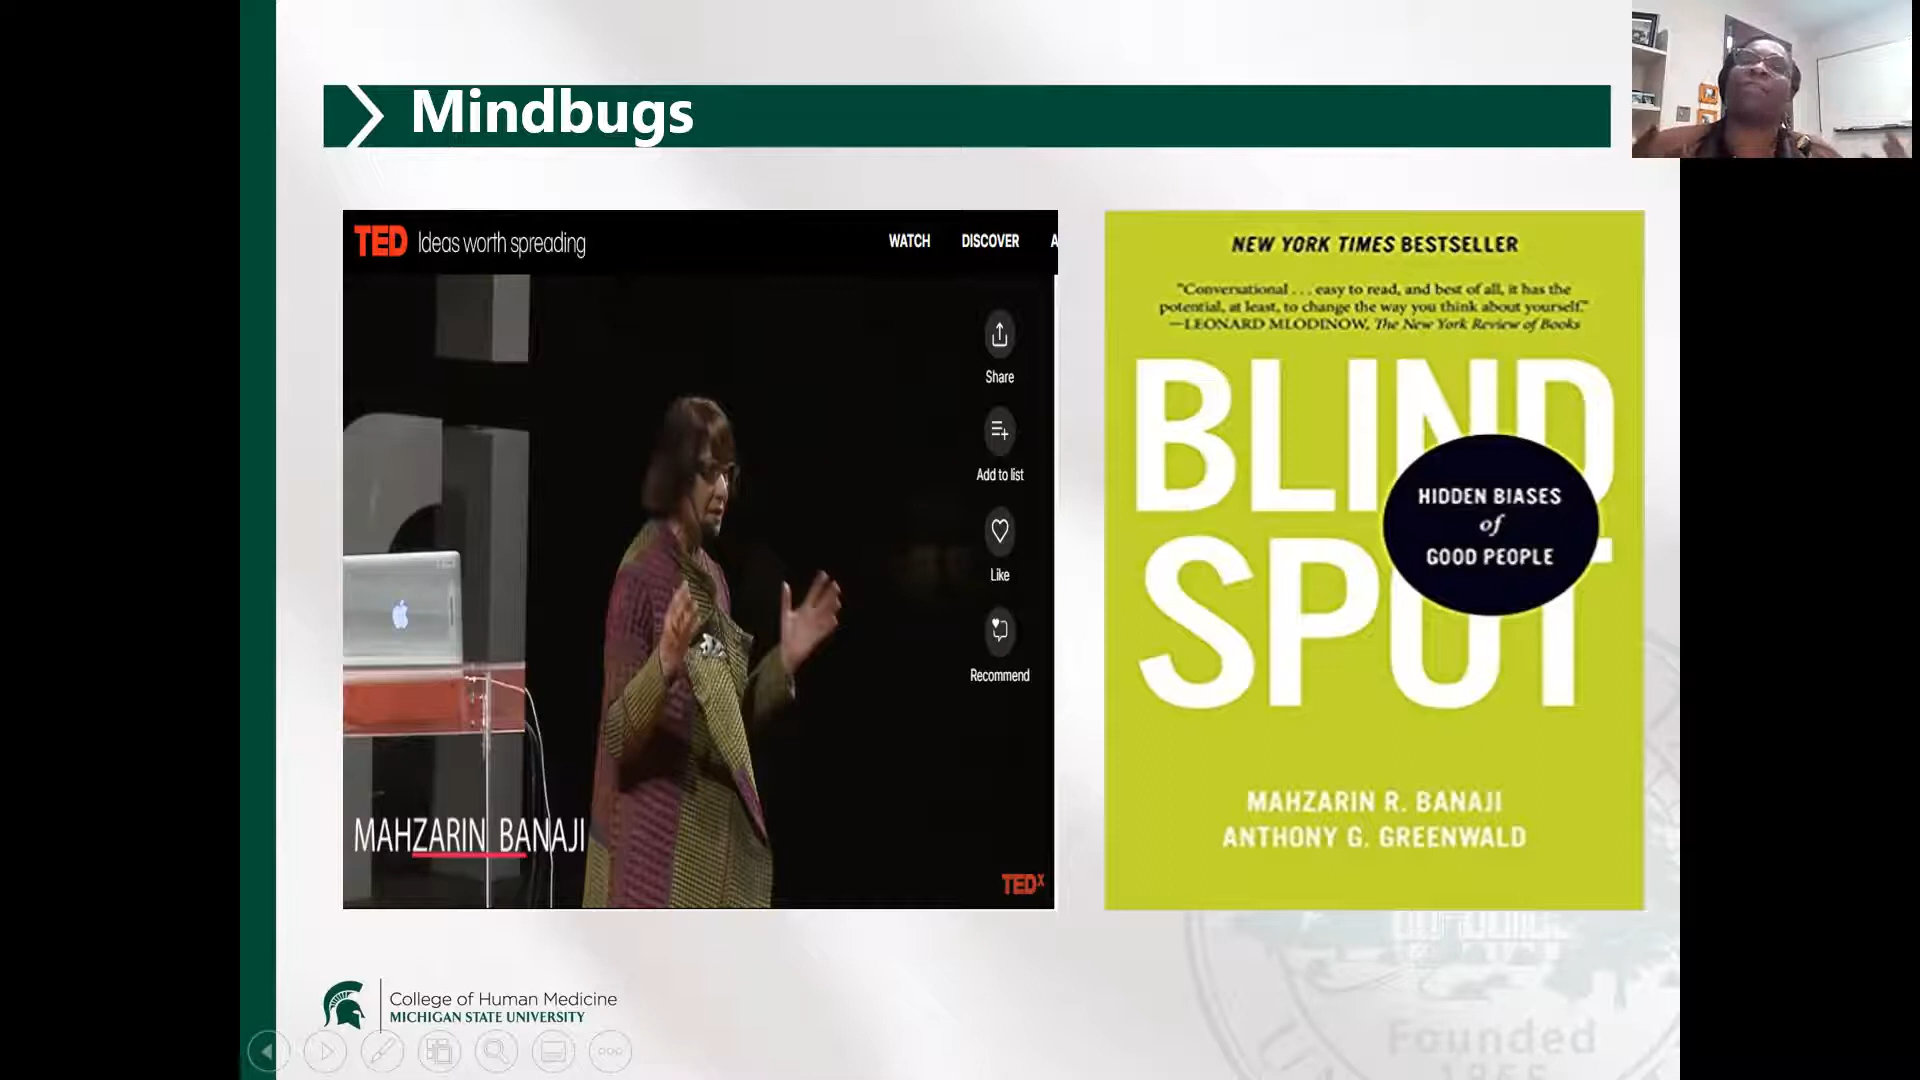 Mindbugs
TED Ideas worth spreading
WATCH DISCOVER A
Share
Add to list
Like
Recommend
MAHZARIN BANAJI
TEDx
NEW YORK TIMES BESTSELLER
"Conversational . . . easy to read, and best of all, it has the
potential, at least, to change the way you think about yourself."
—LEONARD MLODINOW, The New York Review of Books
BLIND
SPOT
HIDDEN BIASES
of
GOOD PEOPLE
MAHZARIN R. BANAJI
ANTHONY G. GREENWALD
College of Human Medicine
MICHIGAN STATE UNIVERSITY
Founded